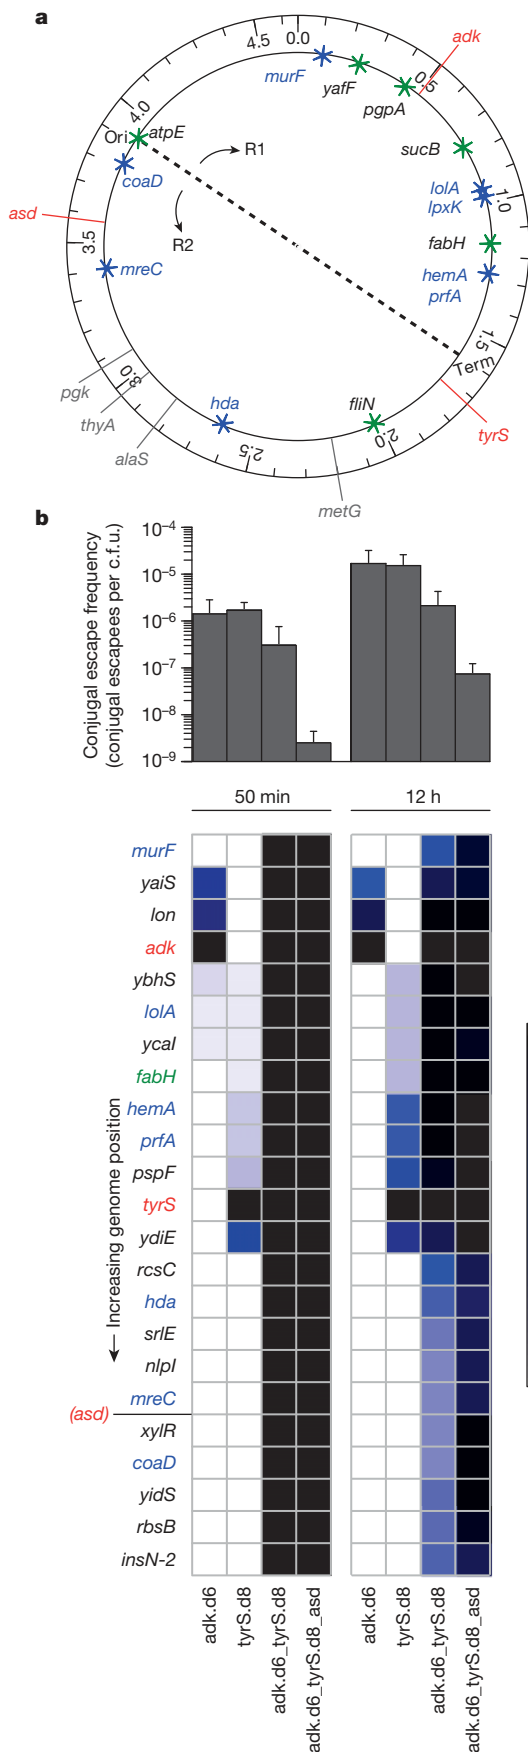 a
0.0
4.5
murF
yafF
adk
0.5
pgpA
4.0
Ori
atpE
R1
sucB
coaD
lolA
1.0
lpxK
asd
R2
3.5
fabH
mreC
hemA
prfA
1.5
Term
pgk
3.0
thyA
hda
fliN
tyrS
alaS
2.5
2.0
metG
b
Conjugal escape frequency
(conjugal escapees per c.f.u.)
10⁻⁴
10⁻⁵
10⁻⁶
10⁻⁷
10⁻⁸
10⁻⁹
50 min
12 h
murF
yaiS
lon
adk
ybhS
lolA
ycaI
fabH
hemA
prfA
pspF
tyrS
ydiE
rcsC
hda
srlE
nlpI
mreC
(asd)
xylR
coaD
yidS
rbsB
insN-2
Increasing genome position
adk.d6
tyrS.d8
adk.d6_tyrS.d8
adk.d6_tyrS.d8_asd
adk.d6
tyrS.d8
adk.d6_tyrS.d8
adk.d6_tyrS.d8_asd